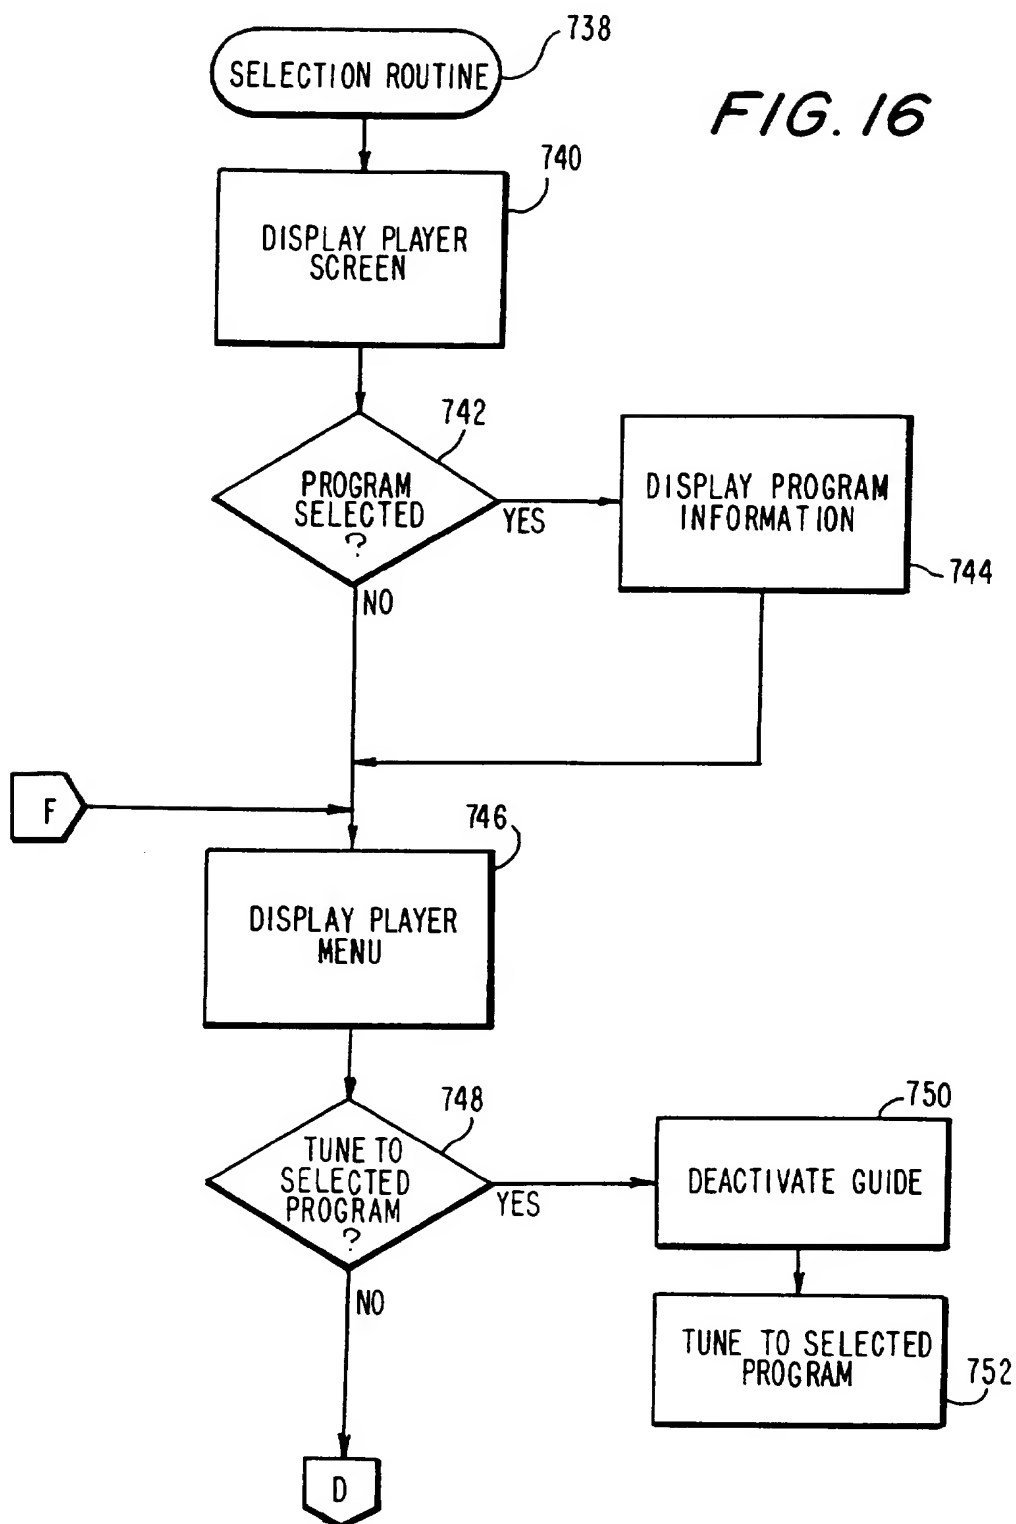 738
SELECTION ROUTINE
FIG. 16
740
DISPLAY PLAYER
SCREEN
742
PROGRAM
SELECTED
?
YES
DISPLAY PROGRAM
INFORMATION
744
NO
F
746
DISPLAY PLAYER
MENU
748
TUNE TO
SELECTED
PROGRAM
?
YES
750
DEACTIVATE GUIDE
NO
TUNE TO SELECTED
PROGRAM
752
D